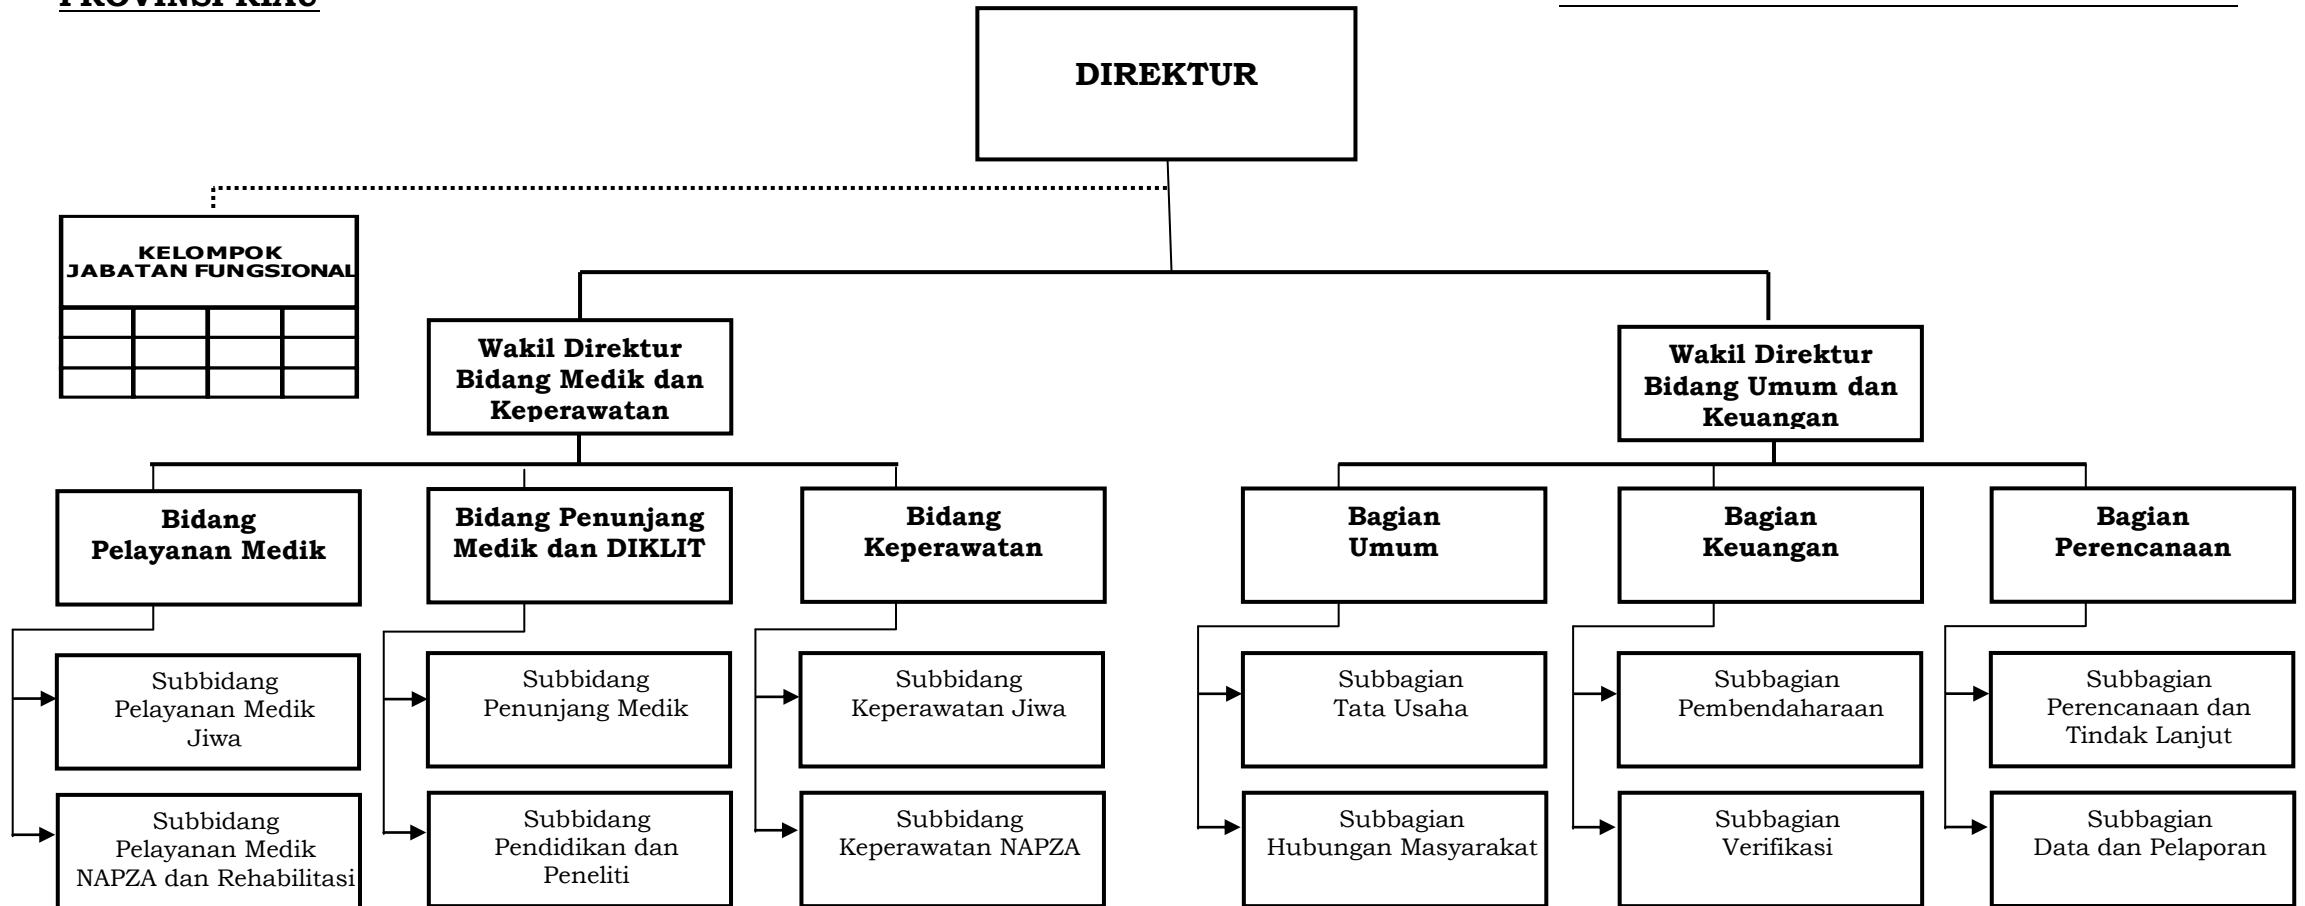 PROVINSI RIAU
DIREKTUR
KELOMPOK
JABATAN FUNGSIONAL
Wakil Direktur
Bidang Medik dan
Keperawatan
Wakil Direktur
Bidang Umum dan
Keuangan
Bidang
Pelayanan Medik
Bidang Penunjang
Medik dan DIKLIT
Bidang
Keperawatan
Bagian
Umum
Bagian
Keuangan
Bagian
Perencanaan
Subbidang
Pelayanan Medik
Jiwa
Subbidang
Penunjang Medik
Subbidang
Keperawatan Jiwa
Subbagian
Tata Usaha
Subbagian
Pembendaharaan
Subbagian
Perencanaan dan
Tindak Lanjut
Subbidang
Pelayanan Medik
NAPZA dan Rehabilitasi
Subbidang
Pendidikan dan
Peneliti
Subbidang
Keperawatan NAPZA
Subbagian
Hubungan Masyarakat
Subbagian
Verifikasi
Subbagian
Data dan Pelaporan